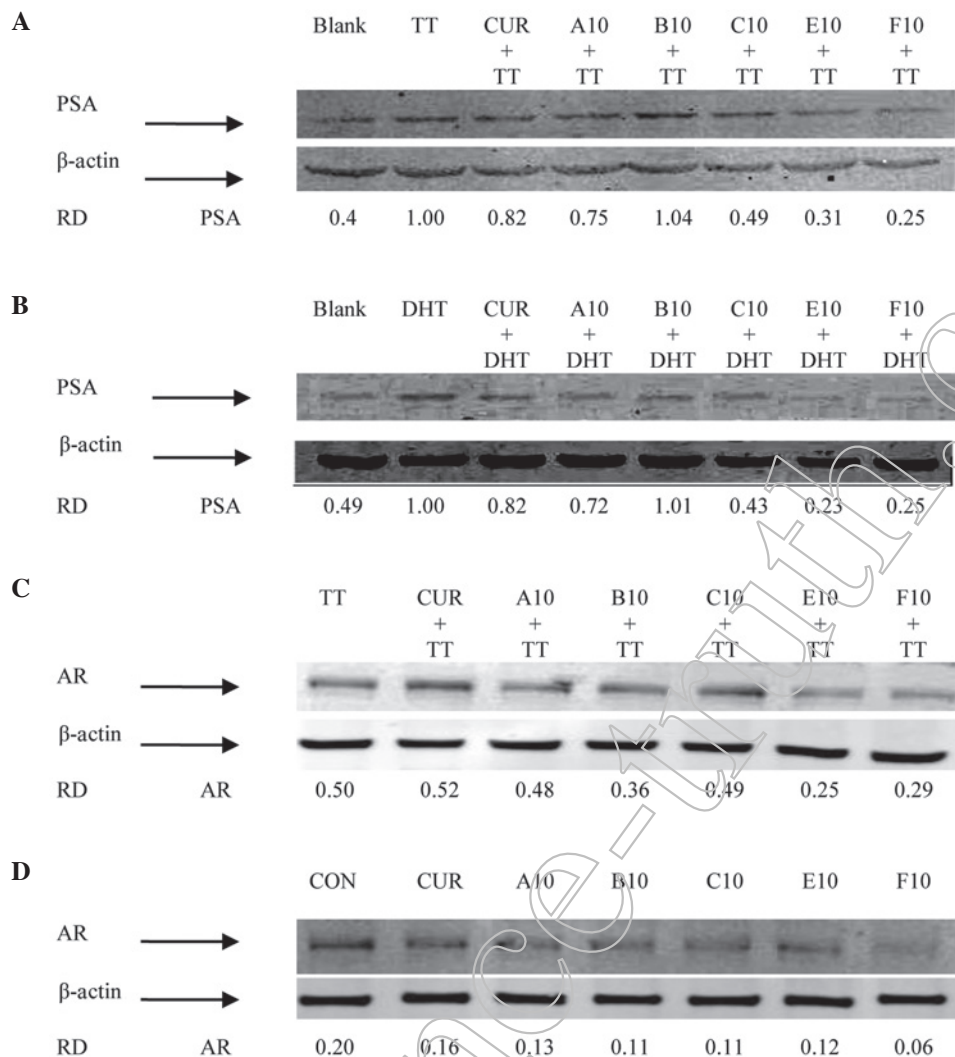 A
Blank TT CUR + TT A10 + TT B10 + TT C10 + TT E10 + TT F10 + TT
PSA
β-actin
RD PSA 0.4 1.00 0.82 0.75 1.04 0.49 0.31 0.25
B
Blank DHT CUR + DHT A10 + DHT B10 + DHT C10 + DHT E10 + DHT F10 + DHT
PSA
β-actin
RD PSA 0.49 1.00 0.82 0.72 1.01 0.43 0.23 0.25
C
TT CUR + TT A10 + TT B10 + TT C10 + TT E10 + TT F10 + TT
AR
β-actin
RD AR 0.50 0.52 0.48 0.36 0.49 0.25 0.29
D
CON CUR A10 B10 C10 E10 F10
AR
β-actin
RD AR 0.20 0.16 0.13 0.11 0.11 0.12 0.06
nce-truth.